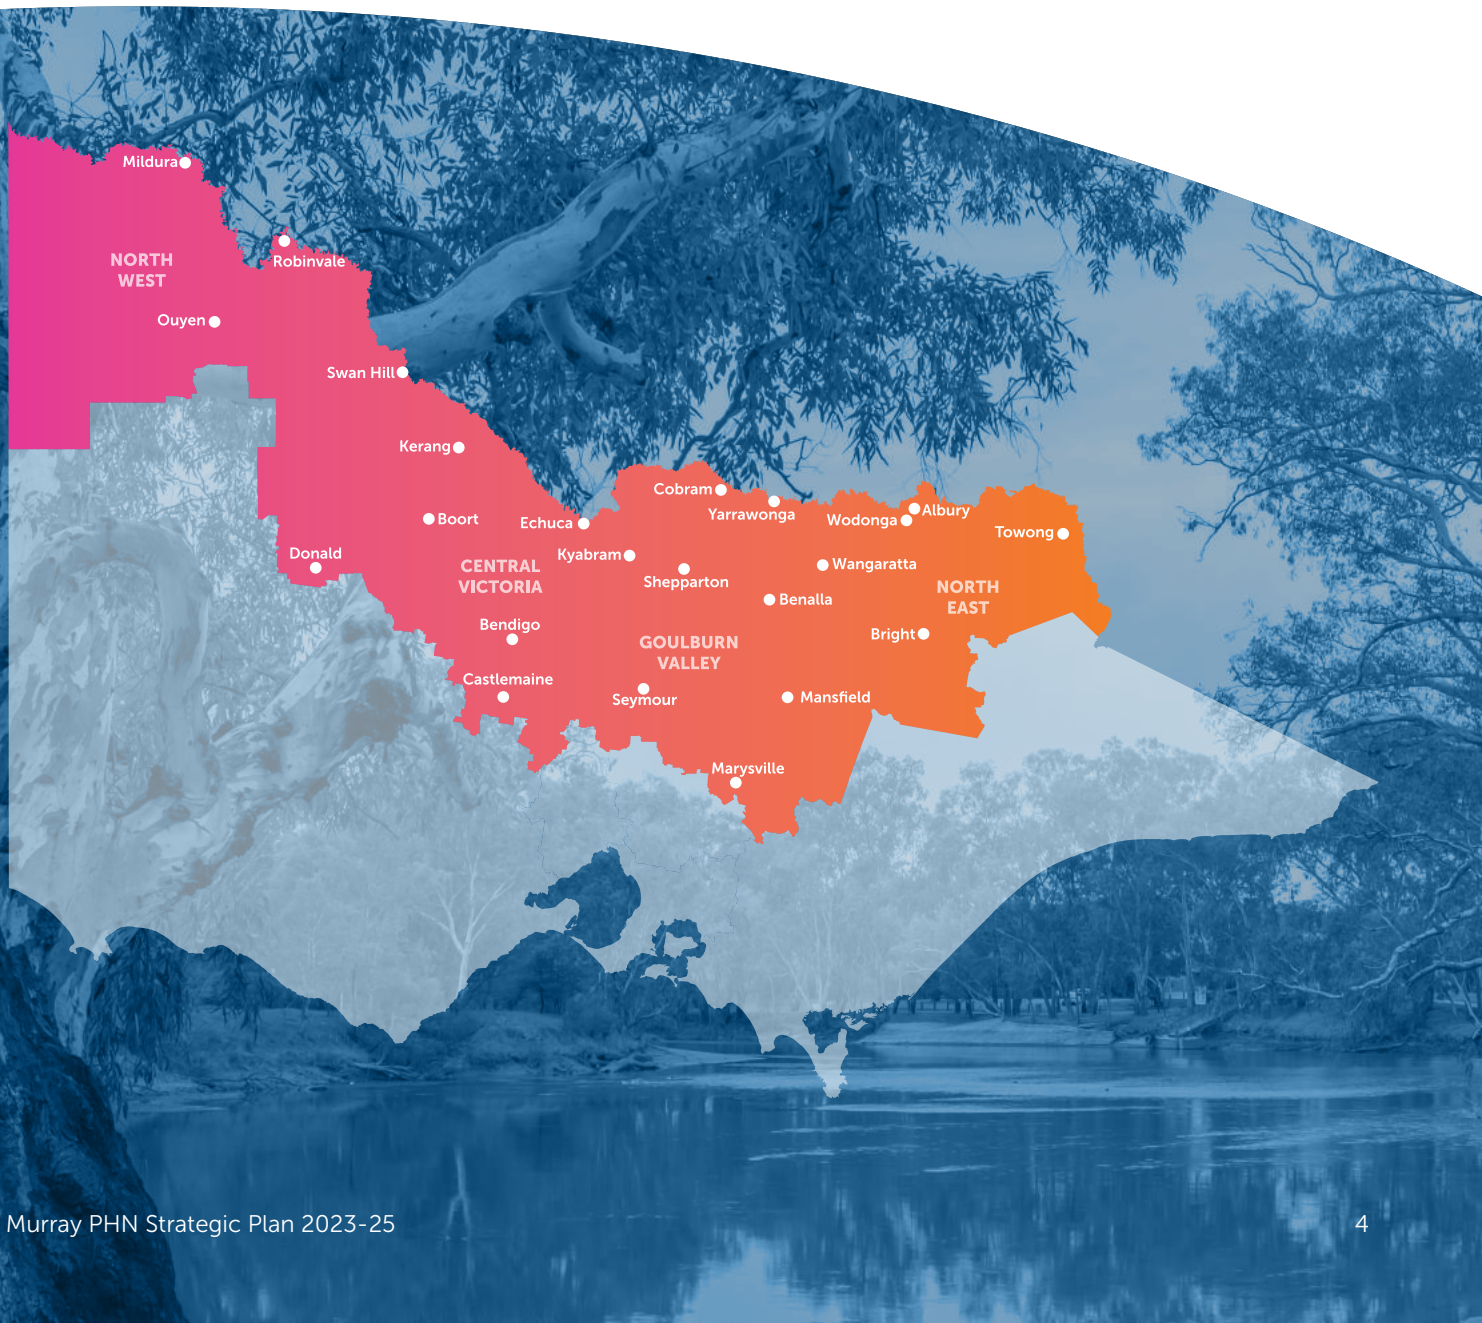 Mildura
Robinvale
NORTH
WEST
Ouyen
Swan Hill
Kerang
Cobram
Yarrawonga
Albury
Wodonga
Towong
Boort
Echuca
Donald
Kyabram
CENTRAL
VICTORIA
Shepparton
Wangaratta
Benalla
NORTH
EAST
Bendigo
GOULBURN
VALLEY
Bright
Castlemaine
Seymour
Mansfield
Marysville
Murray PHN Strategic Plan 2023-25
4